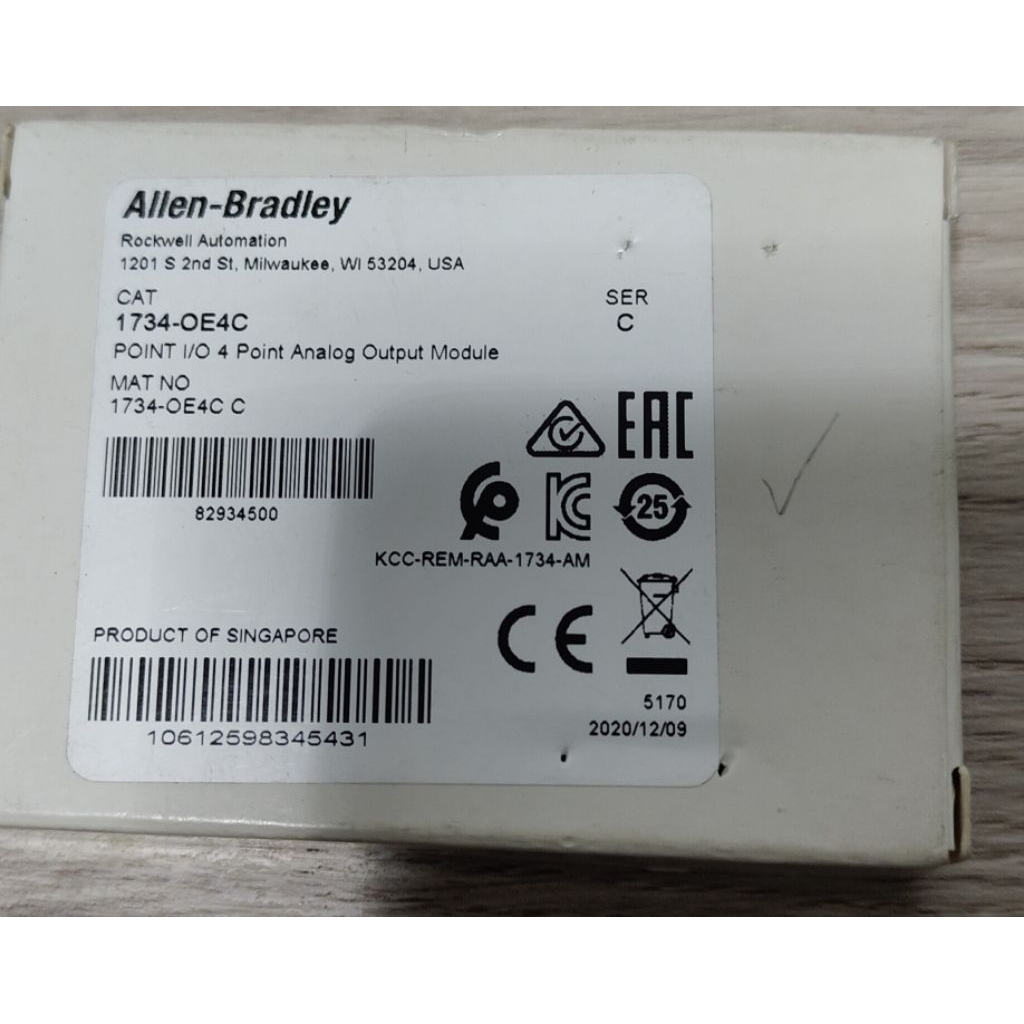 Allen-Bradley
Rockwell Automation
1201 S 2nd St, Milwaukee, WI 53204, USA
CAT
1734-OE4C
SER
C
POINT I/O 4 Point Analog Output Module
MAT NO
1734-OE4C C
82934500
EAC
KC
25
KCC-REM-RAA-1734-AM
PRODUCT OF SINGAPORE
CE
10612598345431
5170
2020/12/09